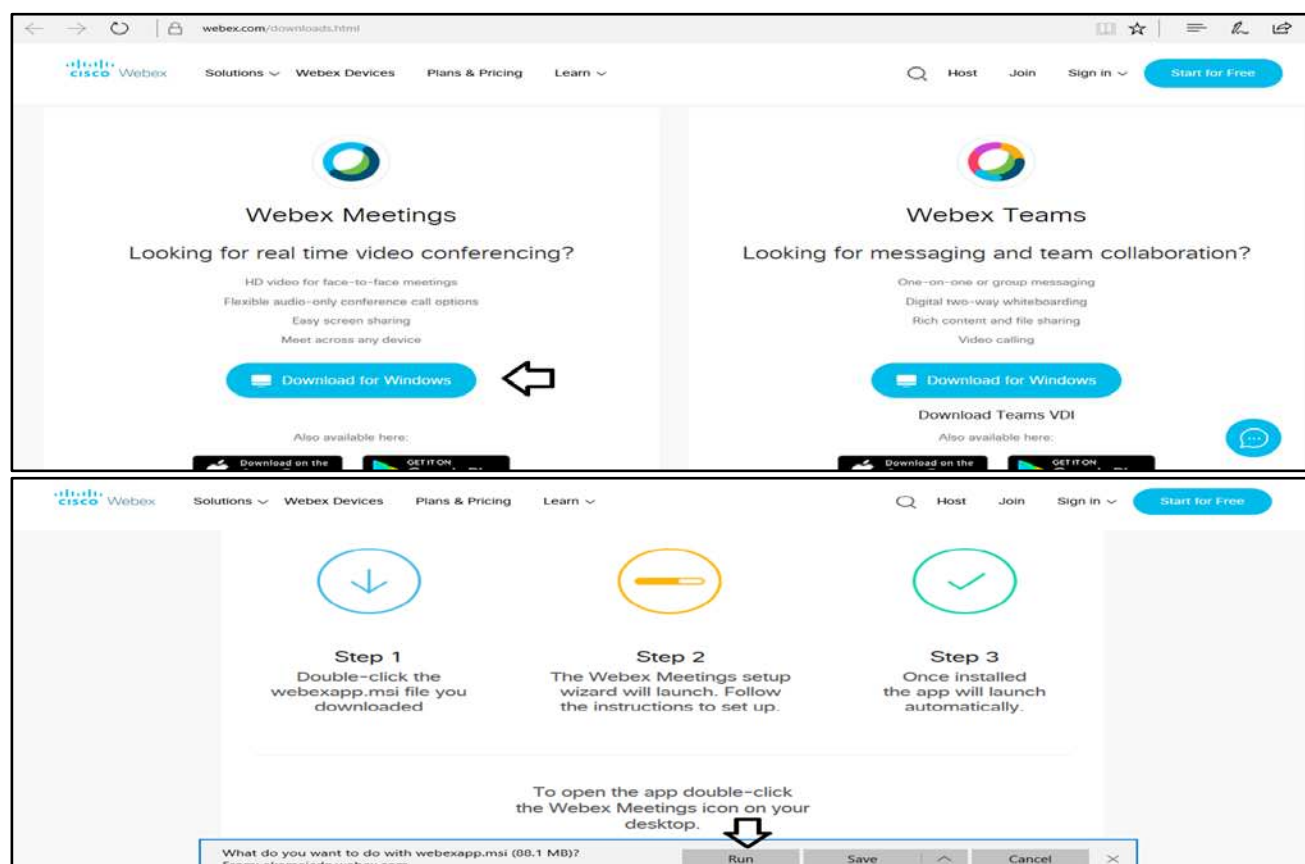 webex.com/downloads.html
cisco Webex Solutions Webex Devices Plans & Pricing Learn Host Join Sign in Start for Free
Webex Meetings
Looking for real time video conferencing?
HD video for face-to-face meetings
Flexible audio-only conference call options
Easy screen sharing
Meet across any device
Download for Windows
Also available here:
Download on the GET IT ON
Webex Teams
Looking for messaging and team collaboration?
One-on-one or group messaging
Digital two-way whiteboarding
Rich content and file sharing
Video calling
Download for Windows
Download Teams VDI
Also available here:
Download on the GET IT ON
cisco Webex Solutions Webex Devices Plans & Pricing Learn Host Join Sign in Start for Free
Step 1
Double-click the
webexapp.msi file you
downloaded
Step 2
The Webex Meetings setup
wizard will launch. Follow
the instructions to set up.
Step 3
Once installed
the app will launch
automatically.
To open the app double-click
the Webex Meetings icon on your
desktop.
What do you want to do with webexapp.msi (88.1 MB)?
Run Save Cancel